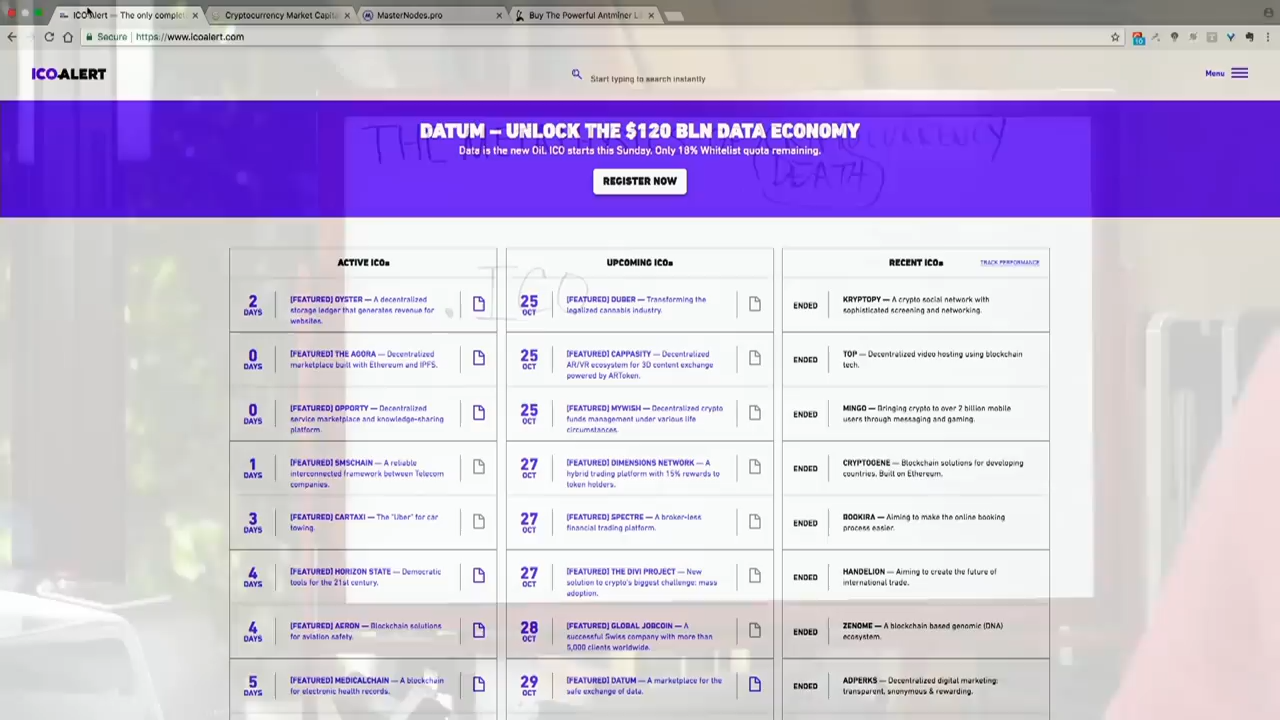 ICO Alert — The only complet
Cryptocurrency Market Capita
MasterNodes.pro
Buy The Powerful Antminer L
Secure | https://www.icoalert.com
ICOALERT
Start typing to search instantly
Menu
THE
CURRENCY
DEATH
DATUM – UNLOCK THE $120 BLN DATA ECONOMY
Data is the new Oil. ICO starts this Sunday. Only 18% Whitelist quota remaining.
REGISTER NOW
ICO
ACTIVE ICOs
2 DAYS
[FEATURED] OYSTER — A decentralized
storage ledger that generates revenue for
websites.
0 DAYS
[FEATURED] THE AGORA — Decentralized
marketplace built with Ethereum and IPFS.
0 DAYS
[FEATURED] OPPORTY — Decentralized
service marketplace and knowledge-sharing
platform.
1 DAYS
[FEATURED] SMSCHAIN — A reliable
interconnected framework between Telecom
companies.
3 DAYS
[FEATURED] CARTAXI — The "Uber" for car
towing.
4 DAYS
[FEATURED] HORIZON STATE — Democratic
tools for the 21st century.
4 DAYS
[FEATURED] AERON — Blockchain solutions
for aviation safety.
5 DAYS
[FEATURED] MEDICALCHAIN — A blockchain
for electronic health records.
UPCOMING ICOs
25 OCT
[FEATURED] DUBER — Transforming the
legalized cannabis industry.
25 OCT
[FEATURED] CAPPASITY — Decentralized
AR/VR ecosystem for 3D content exchange
powered by ARToken.
25 OCT
[FEATURED] MYWISH — Decentralized crypto
funds management under various life
circumstances.
27 OCT
[FEATURED] DIMENSIONS NETWORK — A
hybrid trading platform with 15% rewards to
token holders.
27 OCT
[FEATURED] SPECTRE — A broker-less
financial trading platform.
27 OCT
[FEATURED] THE DIVI PROJECT — New
solution to crypto's biggest challenge: mass
adoption.
28 OCT
[FEATURED] GLOBAL JOBCOIN — A
successful Swiss company with more than
5,000 clients worldwide.
29 OCT
[FEATURED] DATUM — A marketplace for the
safe exchange of data.
RECENT ICOs
TRACK PERFORMANCE
ENDED
KRYPTOPY — A crypto social network with
sophisticated screening and networking.
ENDED
TOP — Decentralized video hosting using blockchain
tech.
ENDED
MINGO — Bringing crypto to over 2 billion mobile
users through messaging and gaming.
ENDED
CRYPTOGENE — Blockchain solutions for developing
countries. Built on Ethereum.
ENDED
BOOKIRA — Aiming to make the online booking
process easier.
ENDED
HANDELION — Aiming to create the future of
international trade.
ENDED
ZENOME — A blockchain based genomic (DNA)
ecosystem.
ENDED
ADPERKS — Decentralized digital marketing:
transparent, anonymous & rewarding.